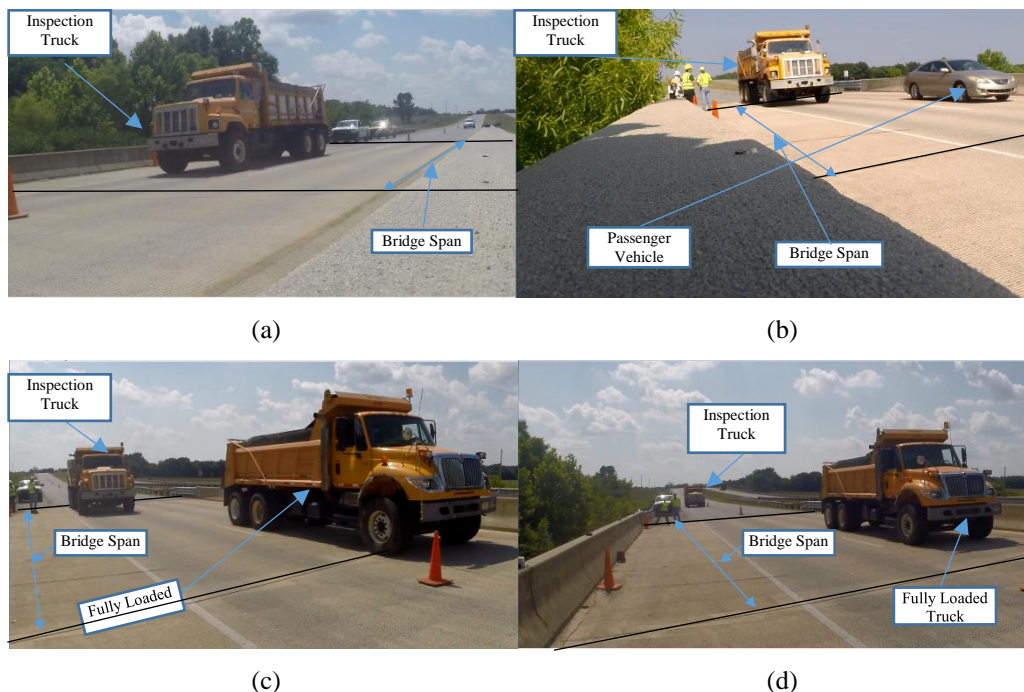 Inspection
Truck
Bridge Span
(a)
Inspection
Truck
Passenger
Vehicle
Bridge Span
(b)
Inspection
Truck
Bridge Span
Fully Loaded
(c)
Inspection
Truck
Bridge Span
Fully Loaded
Truck
(d)